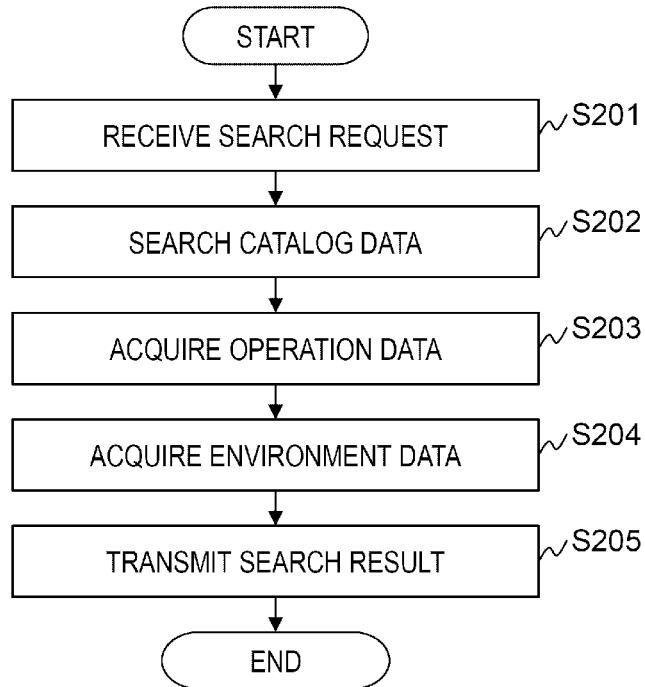 START
RECEIVE SEARCH REQUEST
S201
SEARCH CATALOG DATA
S202
ACQUIRE OPERATION DATA
S203
ACQUIRE ENVIRONMENT DATA
S204
TRANSMIT SEARCH RESULT
S205
END